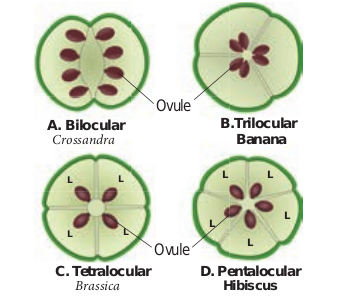 Ovule
A. Bilocular
Crossandra
B.Trilocular
Banana
L
L
L
L
L
L
L
L
L
Ovule
C. Tetralocular
Brassica
D. Pentalocular
Hibiscus